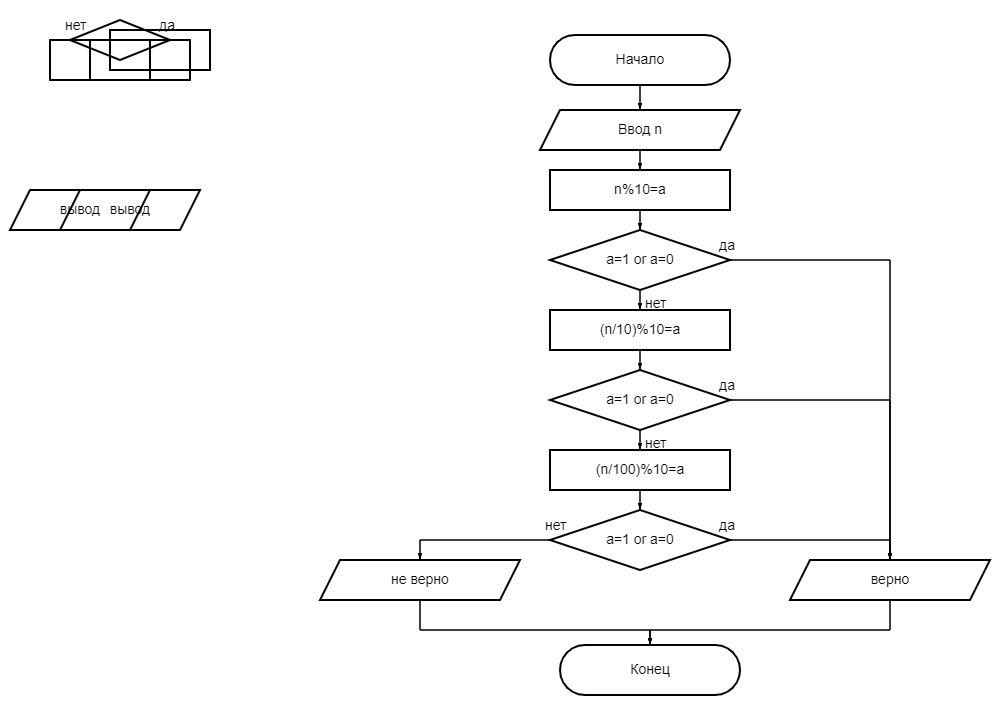 нет
да
вывод
вывод
Начало
Ввод n
n%10=a
a=1 or a=0
да
нет
(n/10)%10=a
a=1 or a=0
да
нет
(n/100)%10=a
нет
a=1 or a=0
да
не верно
верно
Конец